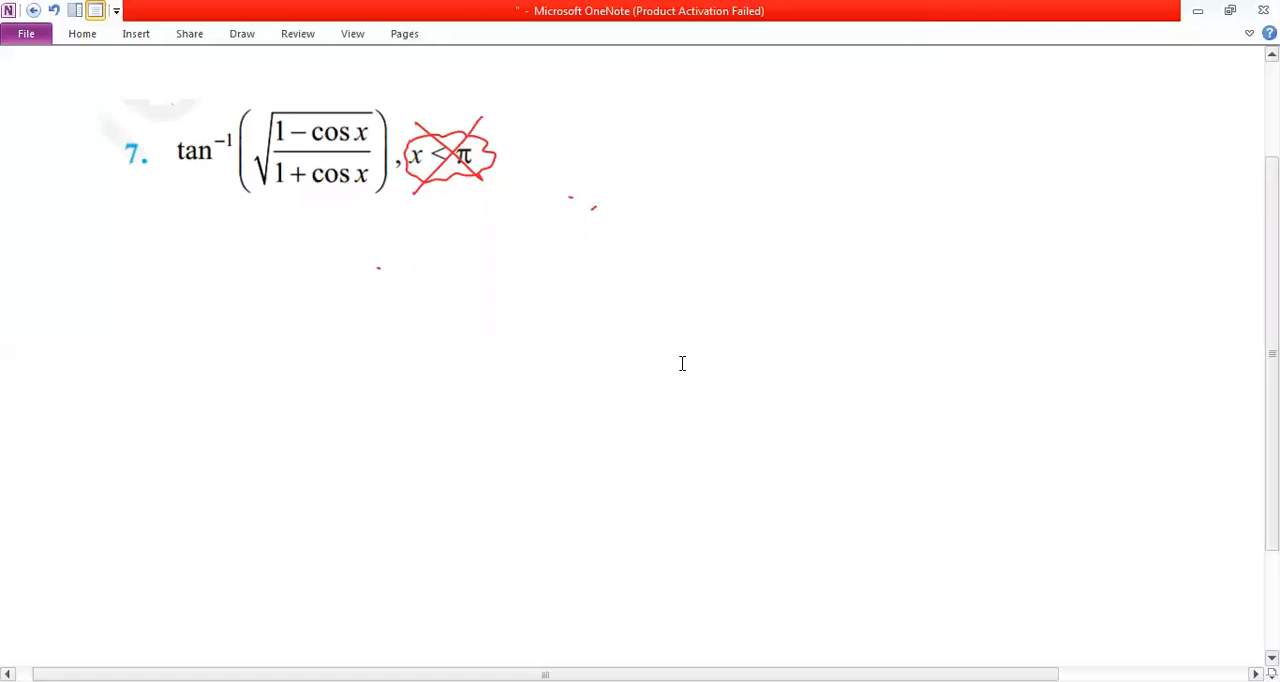 " - Microsoft OneNote (Product Activation Failed)
File Home Insert Share Draw Review View Pages
7. tan⁻¹(√((1 − cos x)/(1 + cos x))), x < π